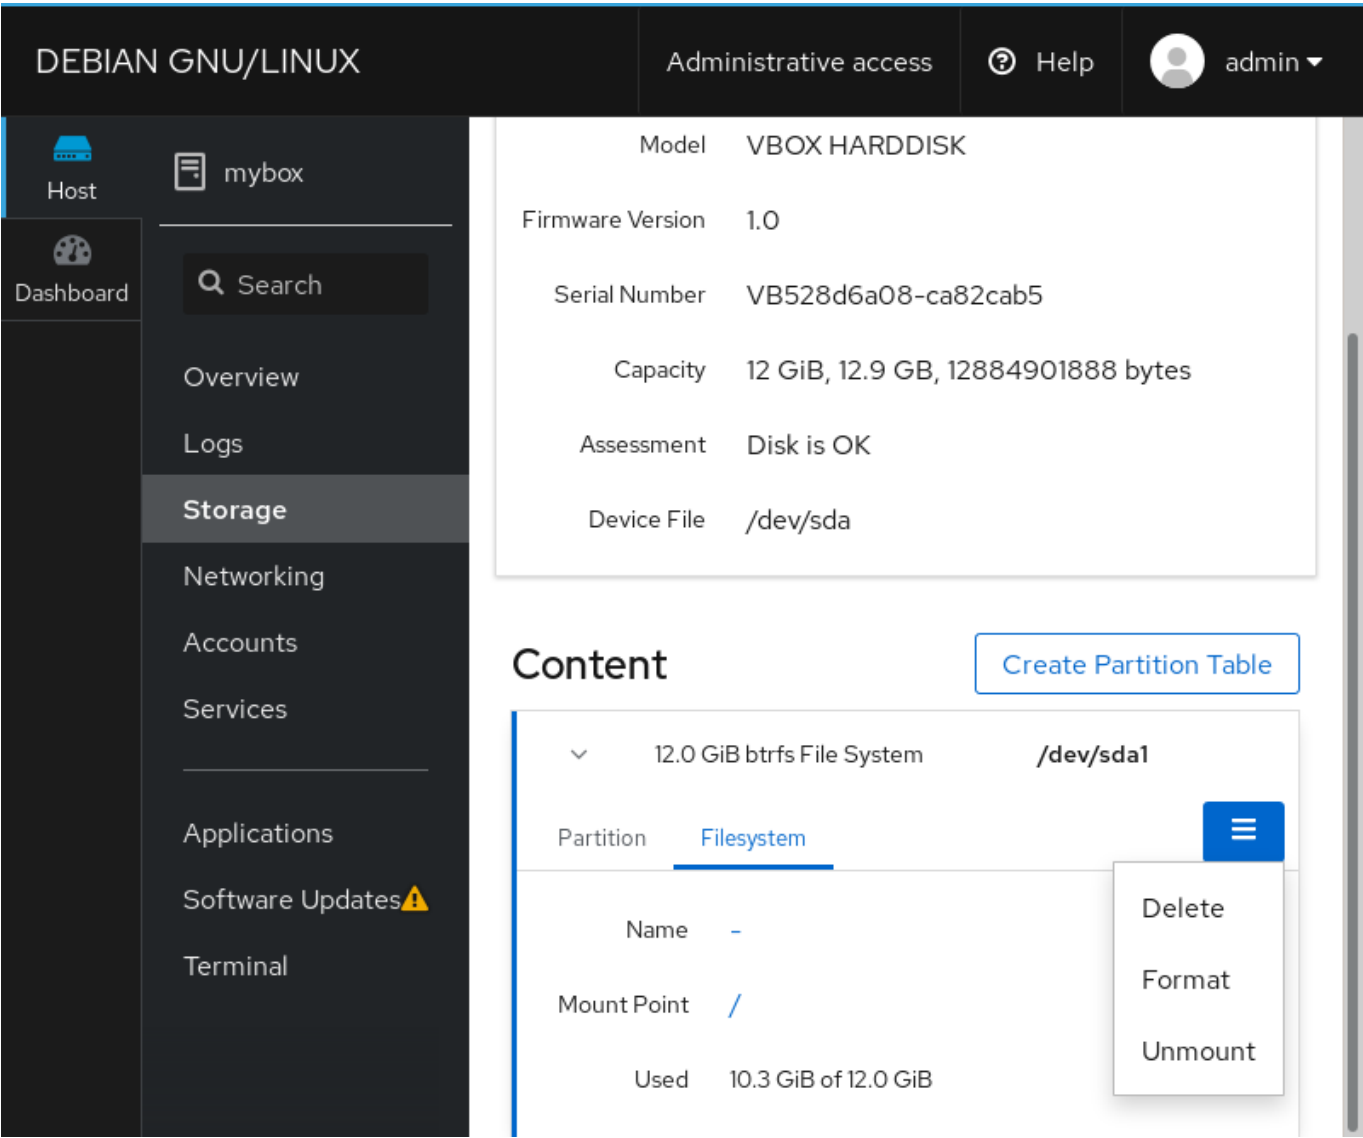 DEBIAN GNU/LINUX
Administrative access
Help
admin
Host
Dashboard
mybox
Search
Overview
Logs
Storage
Networking
Accounts
Services
Applications
Software Updates
Terminal
Model VBOX HARDDISK
Firmware Version 1.0
Serial Number VB528d6a08-ca82cab5
Capacity 12 GiB, 12.9 GB, 12884901888 bytes
Assessment Disk is OK
Device File /dev/sda
Content
Create Partition Table
12.0 GiB btrfs File System /dev/sda1
Partition Filesystem
Delete
Format
Unmount
Name -
Mount Point /
Used 10.3 GiB of 12.0 GiB